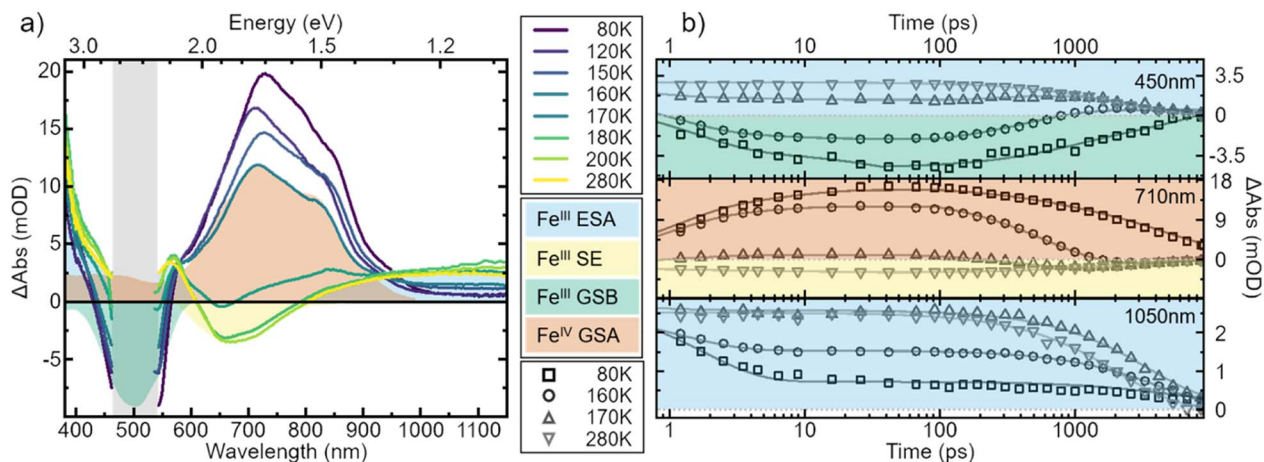 a)
Energy (eV)
3.0 2.0 1.5 1.2
ΔAbs (mOD)
20
15
10
5
0
-5
400 500 600 700 800 900 1000 1100
Wavelength (nm)
80K
120K
150K
160K
170K
180K
200K
280K
Fe^III ESA
Fe^III SE
Fe^III GSB
Fe^IV GSA
80K
160K
170K
280K
b)
Time (ps)
1 10 100 1000
450nm
3.5
0
-3.5
710nm
18
9
0
1050nm
2
1
0
ΔAbs (mOD)
1 10 100 1000
Time (ps)